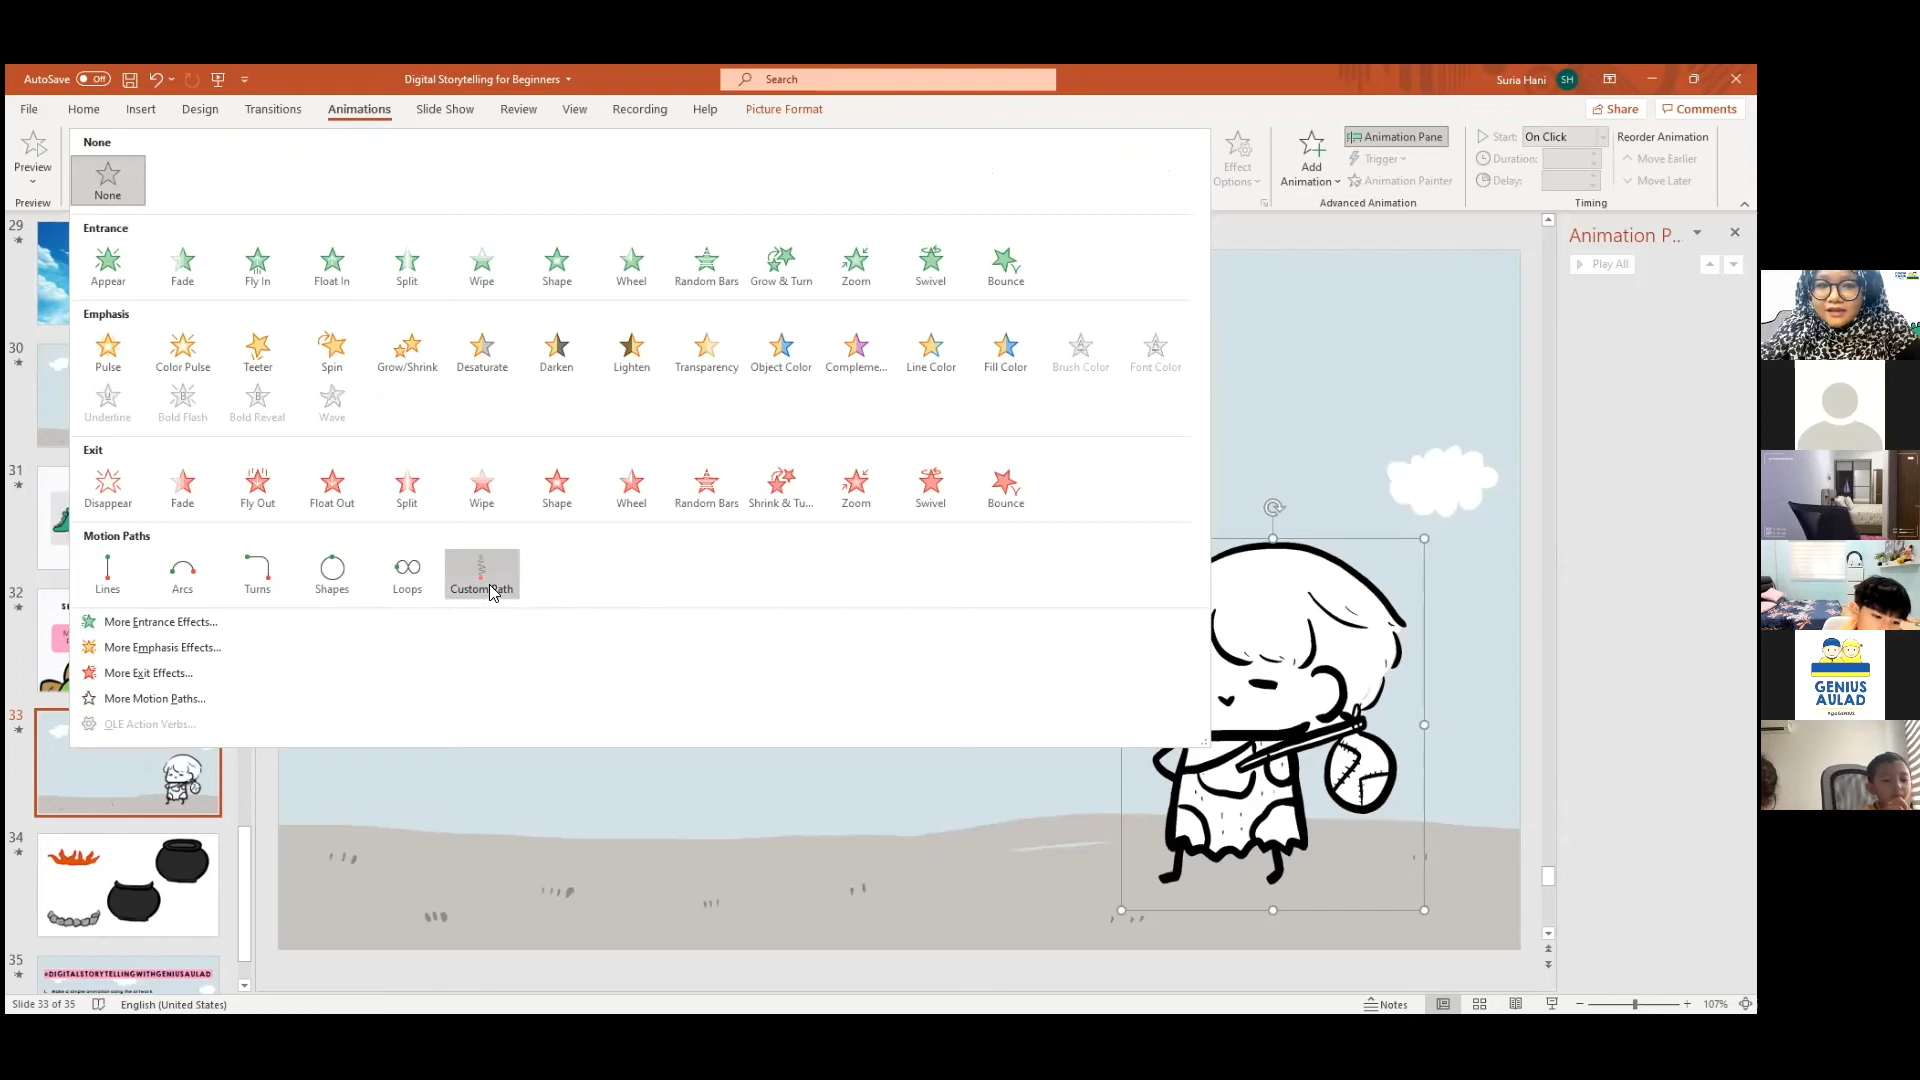 AutoSave Off Digital Storytelling for Beginners Search Suria Hani SH
File Home Insert Design Transitions Animations Slide Show Review View Recording Help Picture Format Share Comments
Preview
Preview
None
None
Entrance
Appear Fade Fly In Float In Split Wipe Shape Wheel Random Bars Grow & Turn Zoom Swivel Bounce
Emphasis
Pulse Color Pulse Teeter Spin Grow/Shrink Desaturate Darken Lighten Transparency Object Color Compleme... Line Color Fill Color Brush Color Font Color
Underline Bold Flash Bold Reveal Wave
Exit
Disappear Fade Fly Out Float Out Split Wipe Shape Wheel Random Bars Shrink & Tu... Zoom Swivel Bounce
Motion Paths
Lines Arcs Turns Shapes Loops Custom Path
More Entrance Effects...
More Emphasis Effects...
More Exit Effects...
More Motion Paths...
OLE Action Verbs...
Effect
Options
Add
Animation
Animation Pane
Trigger
Animation Painter
Advanced Animation
Start: On Click
Duration:
Delay:
Timing
Reorder Animation
Move Earlier
Move Later
Animation P...
Play All
29
30
31
32
33
34
35
#DIGITALSTORYTELLINGWITHGENIUSAULAD
GENIUS
AULAD
Slide 33 of 35 English (United States) Notes 107%